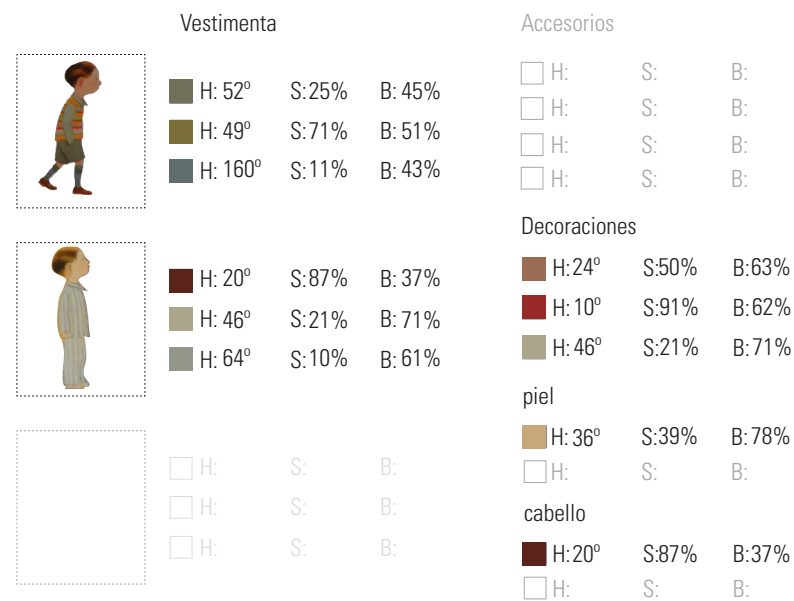 Vestimenta
H: 52º S:25% B: 45%
H: 49º S:71% B: 51%
H: 160º S:11% B: 43%
H: 20º S:87% B: 37%
H: 46º S:21% B: 71%
H: 64º S:10% B: 61%
H: S: B:
H: S: B:
H: S: B:
Accesorios
H: S: B:
H: S: B:
H: S: B:
H: S: B:
Decoraciones
H:24º S:50% B:63%
H:10º S:91% B:62%
H:46º S:21% B:71%
piel
H:36º S:39% B:78%
H: S: B:
cabello
H:20º S:87% B:37%
H: S: B: